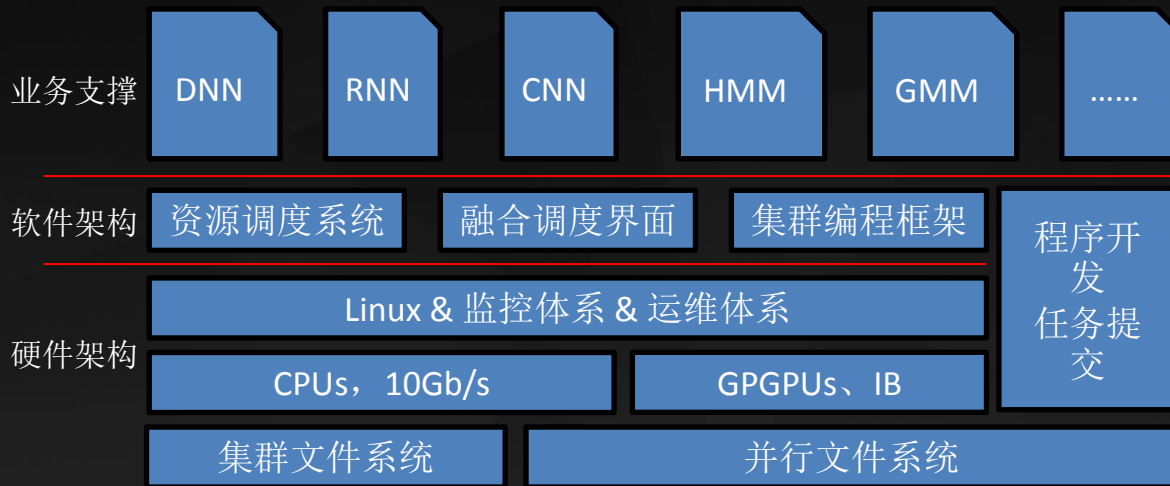 业务支撑
DNN
RNN
CNN
HMM
GMM
……
软件架构
资源调度系统
融合调度界面
集群编程框架
程序开
发
任务提
交
硬件架构
Linux & 监控体系 & 运维体系
CPUs，10Gb/s
GPGPUs、IB
集群文件系统
并行文件系统